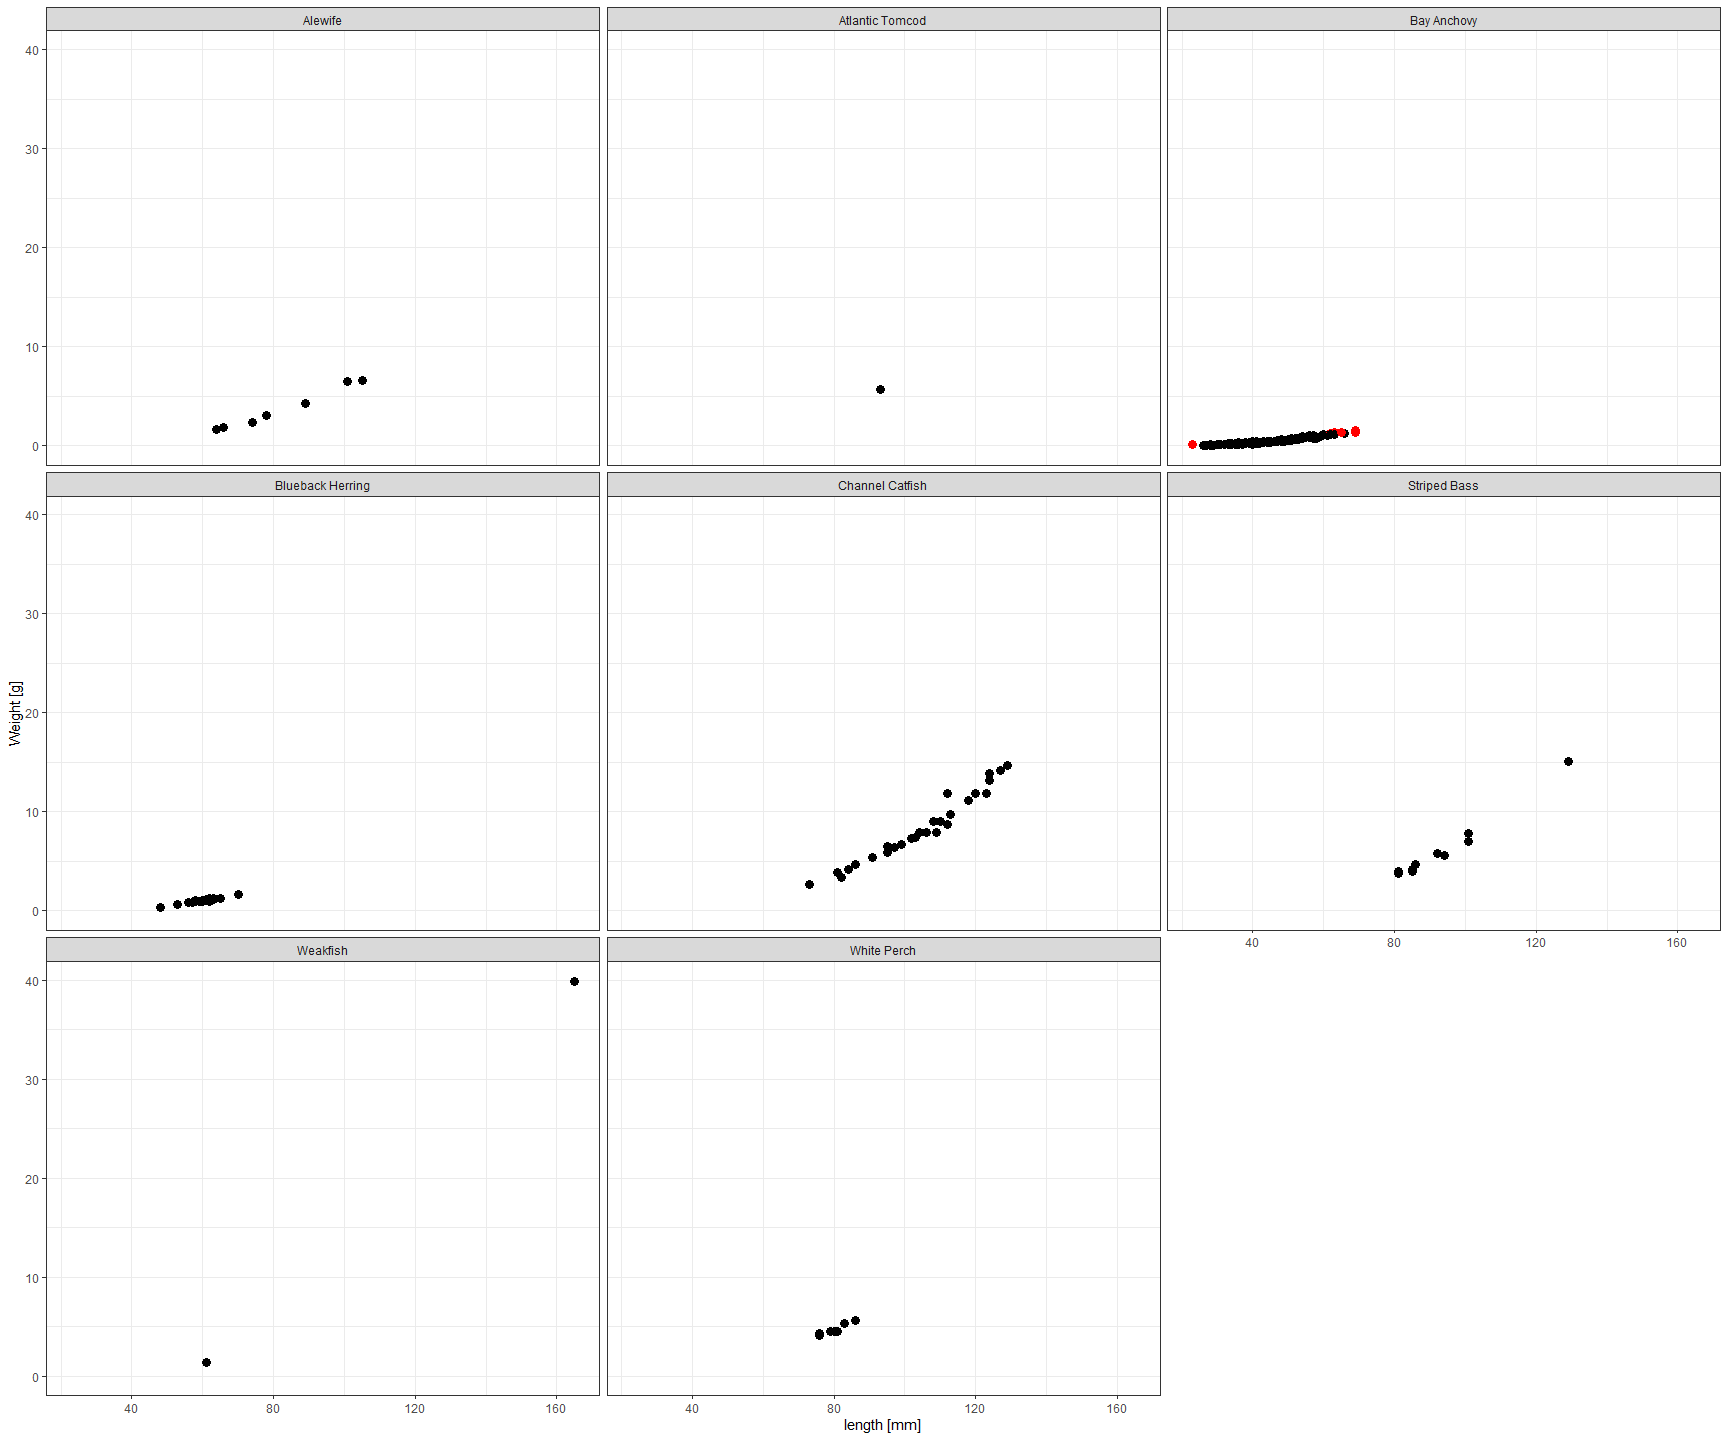 Alewife
Atlantic Tomcod
Bay Anchovy
40
30
20
10
0
Blueback Herring
Channel Catfish
Striped Bass
40
30
20
10
0
Weight [g]
40
80
120
160
Weakfish
White Perch
40
30
20
10
0
40
80
120
160
40
80
120
160
length [mm]